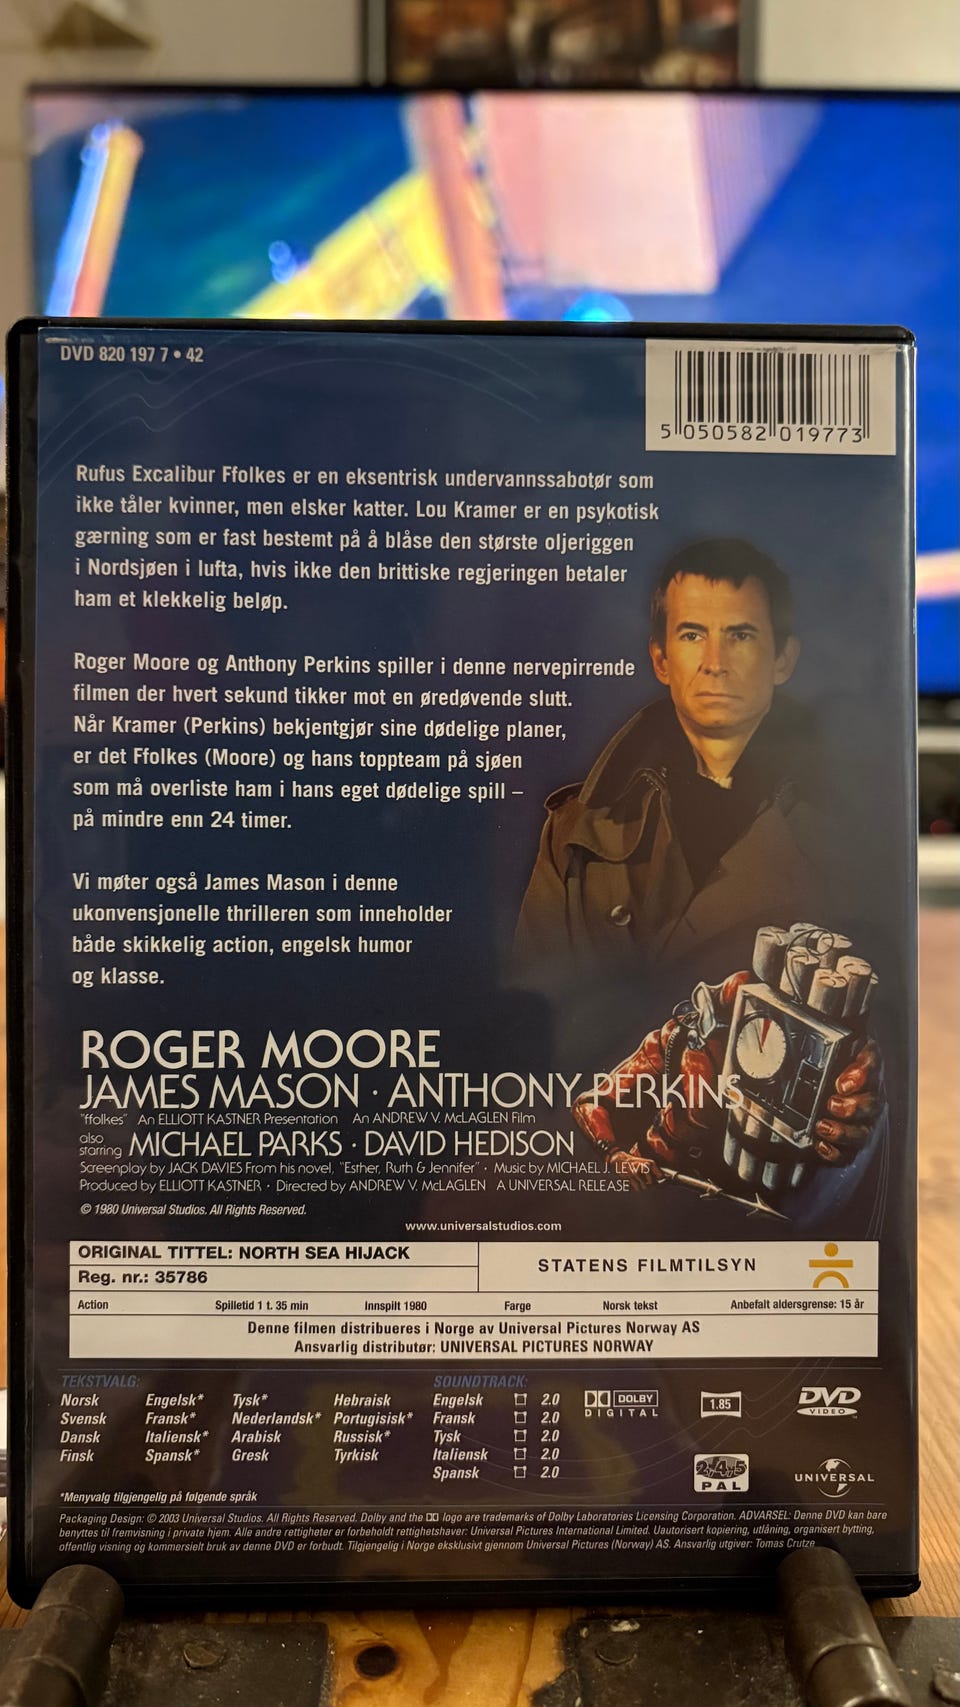 DVD 820 197 7 • 42
5 050582 019773
Rufus Excalibur Ffolkes er en eksentrisk undervannssabotør som
ikke tåler kvinner, men elsker katter. Lou Kramer er en psykotisk
gærning som er fast bestemt på å blåse den største oljeriggen
i Nordsjøen i lufta, hvis ikke den brittiske regjeringen betaler
ham et klekkelig beløp.
Roger Moore og Anthony Perkins spiller i denne nervepirrende
filmen der hvert sekund tikker mot en øredøvende slutt.
Når Kramer (Perkins) bekjentgjør sine dødelige planer,
er det Ffolkes (Moore) og hans toppteam på sjøen
som må overliste ham i hans eget dødelige spill –
på mindre enn 24 timer.
Vi møter også James Mason i denne
ukonvensjonelle thrilleren som inneholder
både skikkelig action, engelsk humor
og klasse.
ROGER MOORE
JAMES MASON · ANTHONY PERKINS
"ffolkes" An ELLIOTT KASTNER Presentation An ANDREW V. McLAGLEN Film
also starring MICHAEL PARKS · DAVID HEDISON
Screenplay by JACK DAVIES From his novel, "Esther, Ruth & Jennifer" · Music by MICHAEL J. LEWIS
Produced by ELLIOTT KASTNER · Directed by ANDREW V. McLAGLEN A UNIVERSAL RELEASE
© 1980 Universal Studios. All Rights Reserved.
www.universalstudios.com
ORIGINAL TITTEL: NORTH SEA HIJACK
Reg. nr.: 35786
STATENS FILMTILSYN
Action Spilletid 1 t. 35 min Innspilt 1980 Farge Norsk tekst Anbefalt aldersgrense: 15 år
Denne filmen distribueres i Norge av Universal Pictures Norway AS
Ansvarlig distributør: UNIVERSAL PICTURES NORWAY
TEKSTVALG: SOUNDTRACK:
Norsk Engelsk* Tysk* Hebraisk Engelsk 2.0
Svensk Fransk* Nederlandsk* Portugisisk* Fransk 2.0
Dansk Italiensk* Arabisk Russisk* Tysk 2.0
Finsk Spansk* Gresk Tyrkisk Italiensk 2.0
Spansk 2.0
DOLBY
DIGITAL
1.85
DVD
VIDEO
2.4.5
PAL
UNIVERSAL
*Menyvalg tilgjengelig på følgende språk
Packaging Design: © 2003 Universal Studios. All Rights Reserved. Dolby and the DD logo are trademarks of Dolby Laboratories Licensing Corporation. ADVARSEL: Denne DVD kan bare
benyttes til fremvisning i private hjem. Alle andre rettigheter er forbeholdt rettighetshaver: Universal Pictures International Limited. Uautorisert kopiering, utlåning, organisert bytting,
offentlig visning og kommersielt bruk av denne DVD er forbudt. Tilgjengelig i Norge eksklusivt gjennom Universal Pictures (Norway) AS. Ansvarlig utgiver: Tomas Crutze